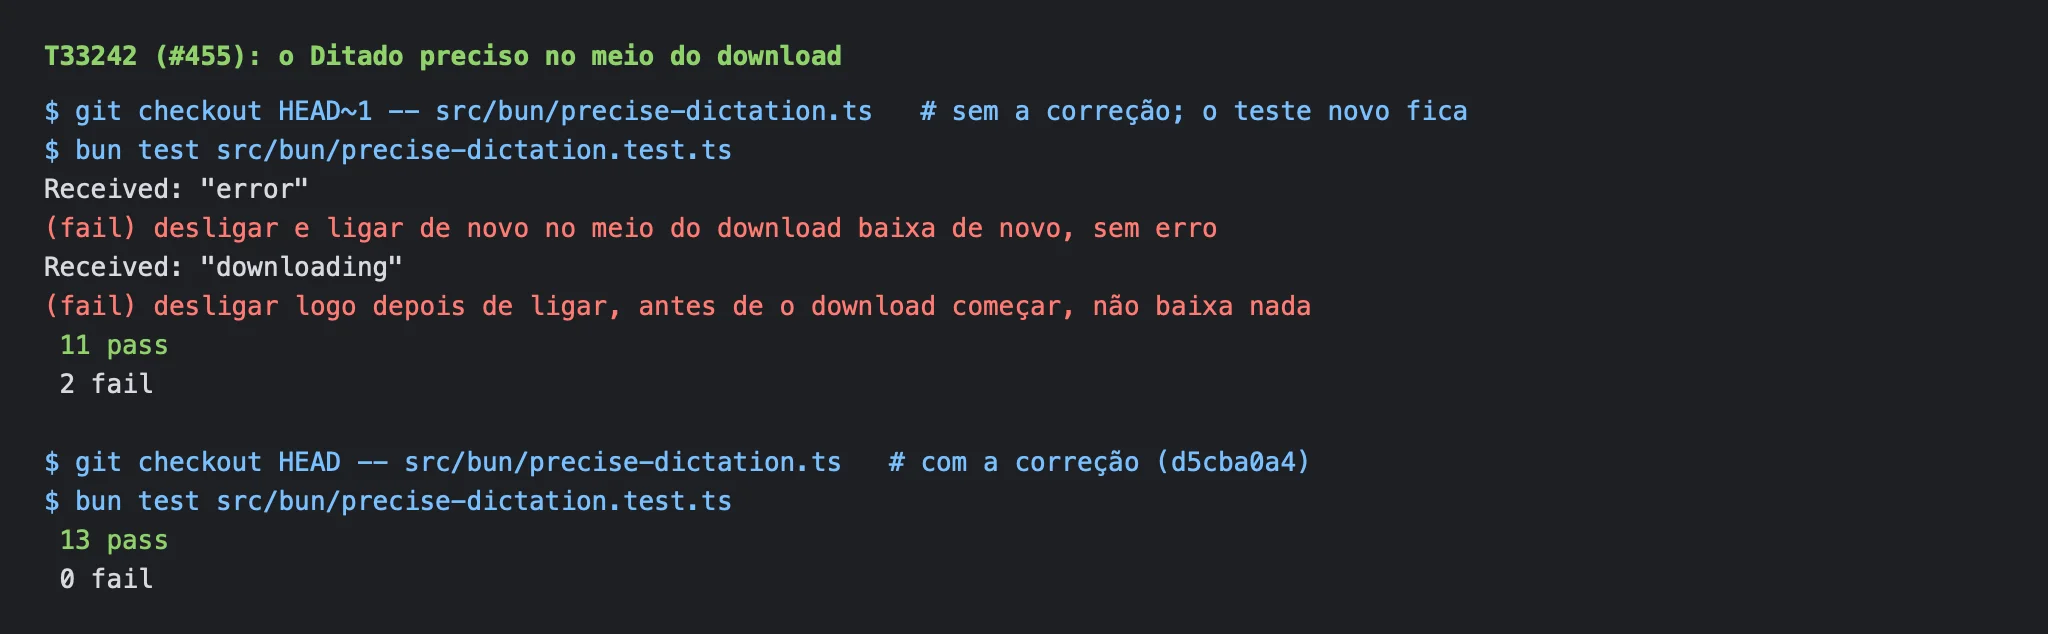 T33242 (#455): o Ditado preciso no meio do download
$ git checkout HEAD~1 -- src/bun/precise-dictation.ts   # sem a correção; o teste novo fica
$ bun test src/bun/precise-dictation.test.ts
Received: "error"
(fail) desligar e ligar de novo no meio do download baixa de novo, sem erro
Received: "downloading"
(fail) desligar logo depois de ligar, antes de o download começar, não baixa nada
11 pass
2 fail
$ git checkout HEAD -- src/bun/precise-dictation.ts   # com a correção (d5cba0a4)
$ bun test src/bun/precise-dictation.test.ts
13 pass
0 fail